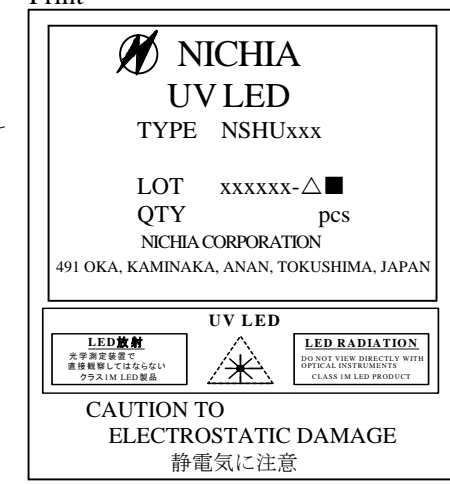 Print
NICHIA
UV LED
TYPE NSHUxxx
LOT xxxxxx-△■
QTY pcs
NICHIA CORPORATION
491 OKA, KAMINAKA, ANAN, TOKUSHIMA, JAPAN
UV LED
LED放射
光学測定装置で
直接観察してはならない
クラス1M LED製品
LED RADIATION
DO NOT VIEW DIRECTLY WITH
OPTICAL INSTRUMENTS
CLASS 1M LED PRODUCT
CAUTION TO
ELECTROSTATIC DAMAGE
静電気に注意